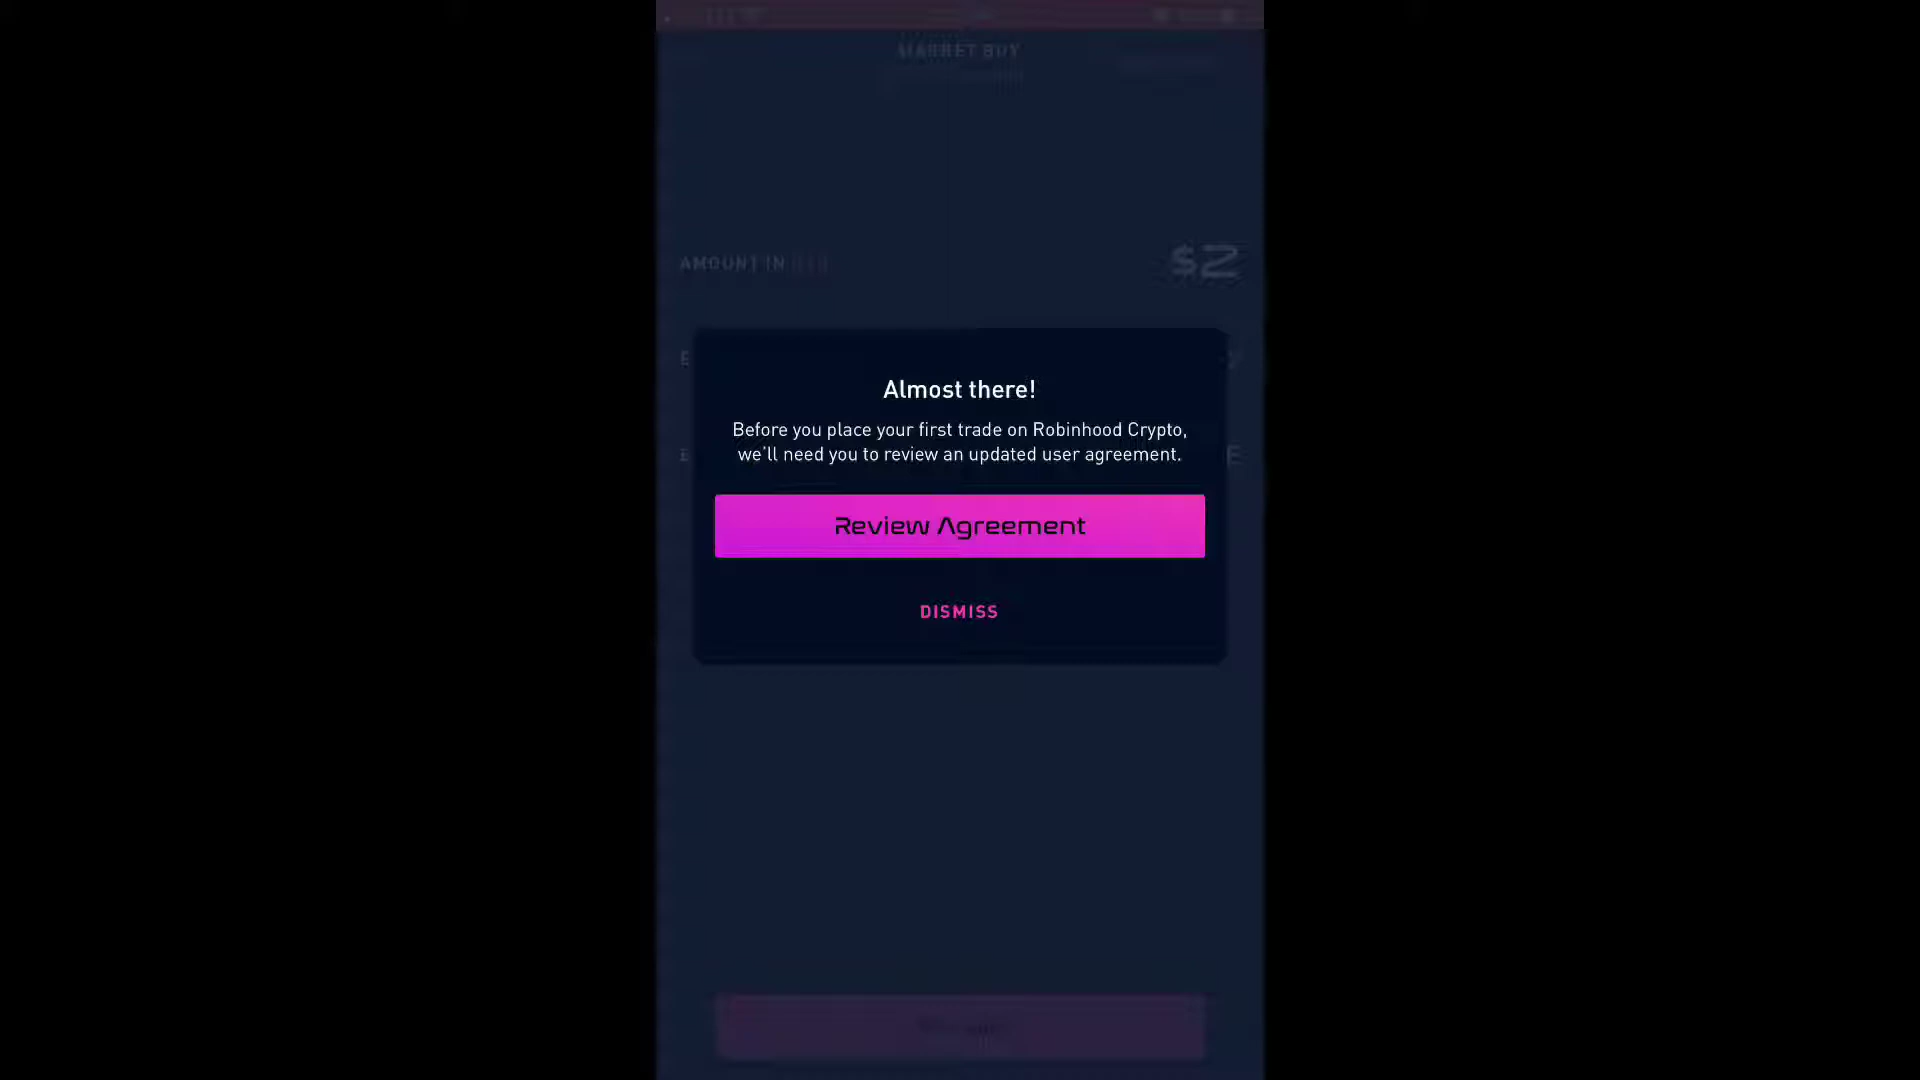 MARKET BUY
AMOUNT IN
$2
Almost there!
Before you place your first trade on Robinhood Crypto,
we'll need you to review an updated user agreement.
Review Agreement
DISMISS